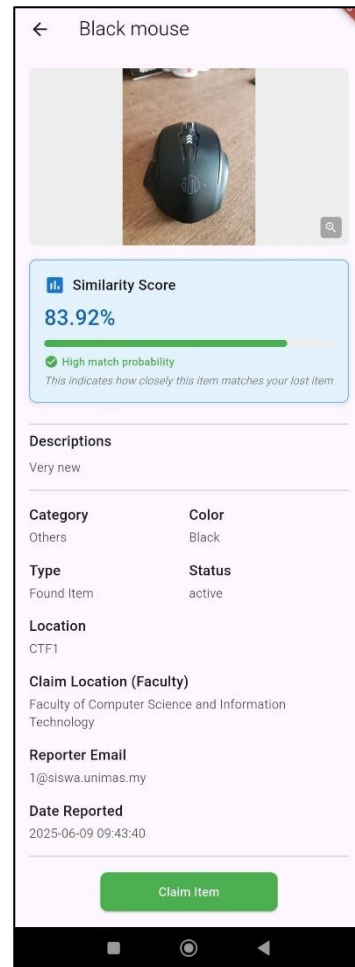 Black mouse
Similarity Score
83.92%
High match probability
This indicates how closely this item matches your lost item
Descriptions
Very new
Category
Color
Others
Black
Type
Status
Found Item
active
Location
CTF1
Claim Location (Faculty)
Faculty of Computer Science and Information
Technology
Reporter Email
1@siswa.unimas.my
Date Reported
2025-06-09 09:43:40
Claim Item